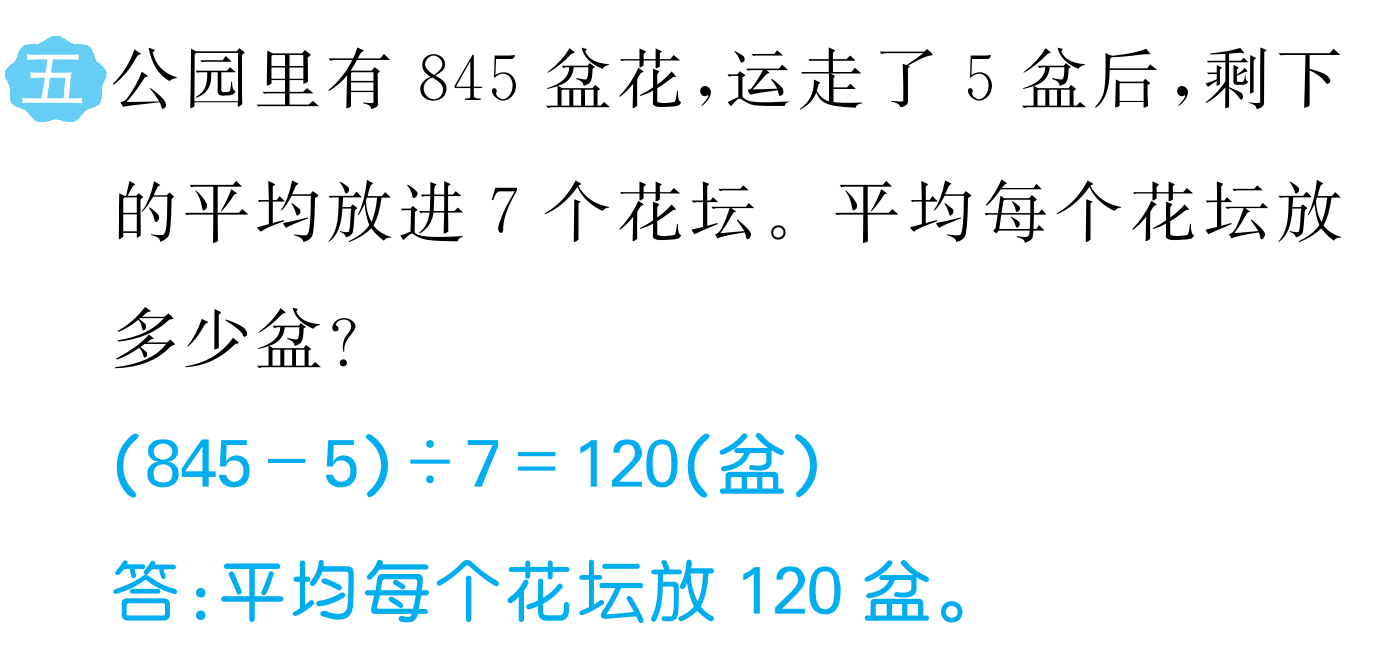 五 公园里有 845 盆花,运走了 5 盆后,剩下
的平均放进 7 个花坛。平均每个花坛放
多少盆?
(845-5)÷7=120(盆)
答:平均每个花坛放 120 盆。